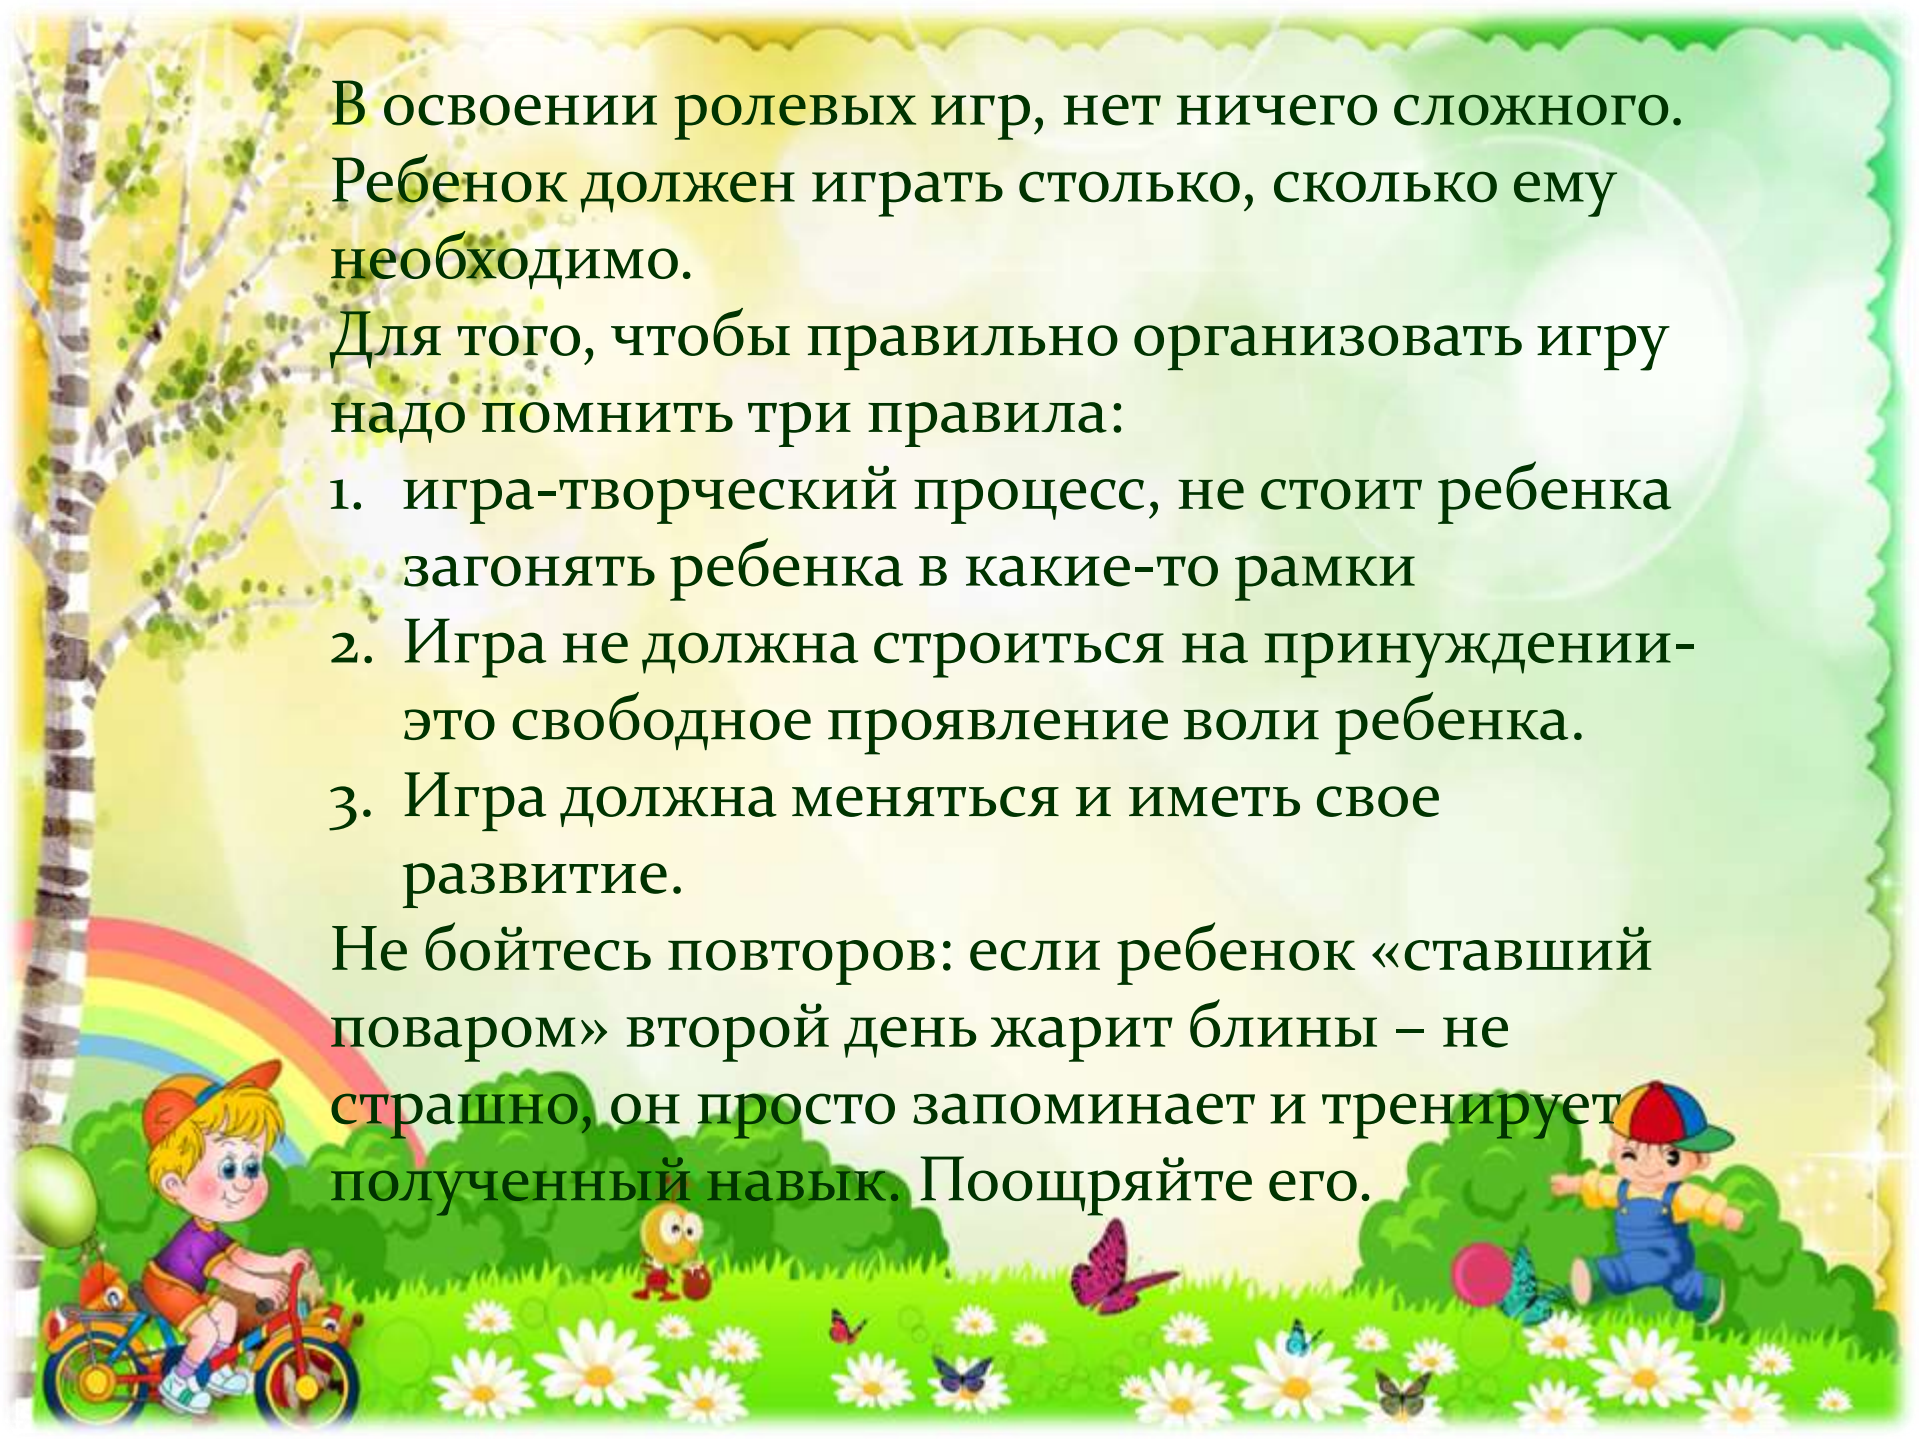 В освоении ролевых игр, нет ничего сложного.
Ребенок должен играть столько, сколько ему
необходимо.
Для того, чтобы правильно организовать игру
надо помнить три правила:
1. игра-творческий процесс, не стоит ребенка
загонять ребенка в какие-то рамки
2. Игра не должна строиться на принуждении-
это свободное проявление воли ребенка.
3. Игра должна меняться и иметь свое
развитие.
Не бойтесь повторов: если ребенок «ставший
поваром» второй день жарит блины – не
страшно, он просто запоминает и тренирует
полученный навык. Поощряйте его.